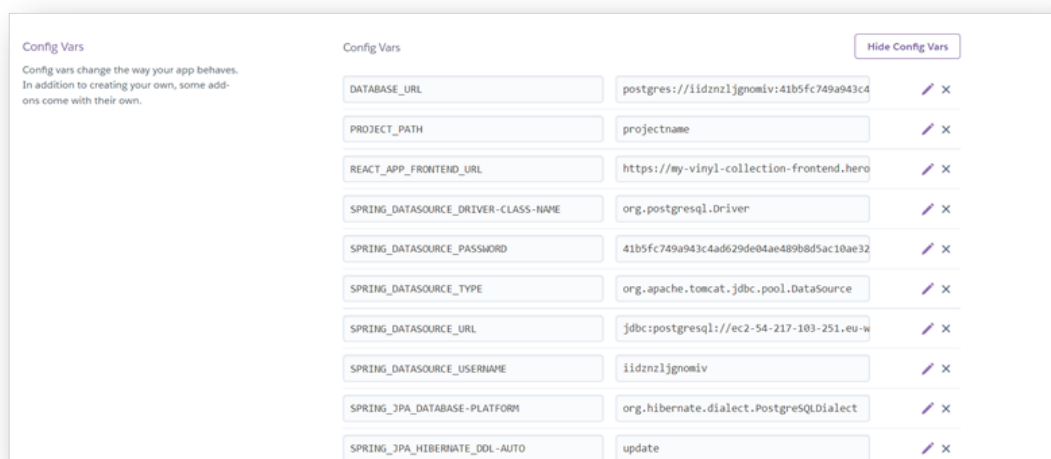 Config Vars
Config vars change the way your app behaves.
In addition to creating your own, some add-
ons come with their own.
Config Vars
Hide Config Vars
DATABASE_URL postgres://iidznzljgnomiv:41b5fc749a943c4
PROJECT_PATH projectname
REACT_APP_FRONTEND_URL https://my-vinyl-collection-frontend.hero
SPRING_DATASOURCE_DRIVER-CLASS-NAME org.postgresql.Driver
SPRING_DATASOURCE_PASSWORD 41b5fc749a943c4ad629de04ae489b8d5ac10ae32
SPRING_DATASOURCE_TYPE org.apache.tomcat.jdbc.pool.DataSource
SPRING_DATASOURCE_URL jdbc:postgresql://ec2-54-217-103-251.eu-w
SPRING_DATASOURCE_USERNAME iidznzljgnomiv
SPRING_JPA_DATABASE-PLATFORM org.hibernate.dialect.PostgreSQLDialect
SPRING_JPA_HIBERNATE_DDL-AUTO update